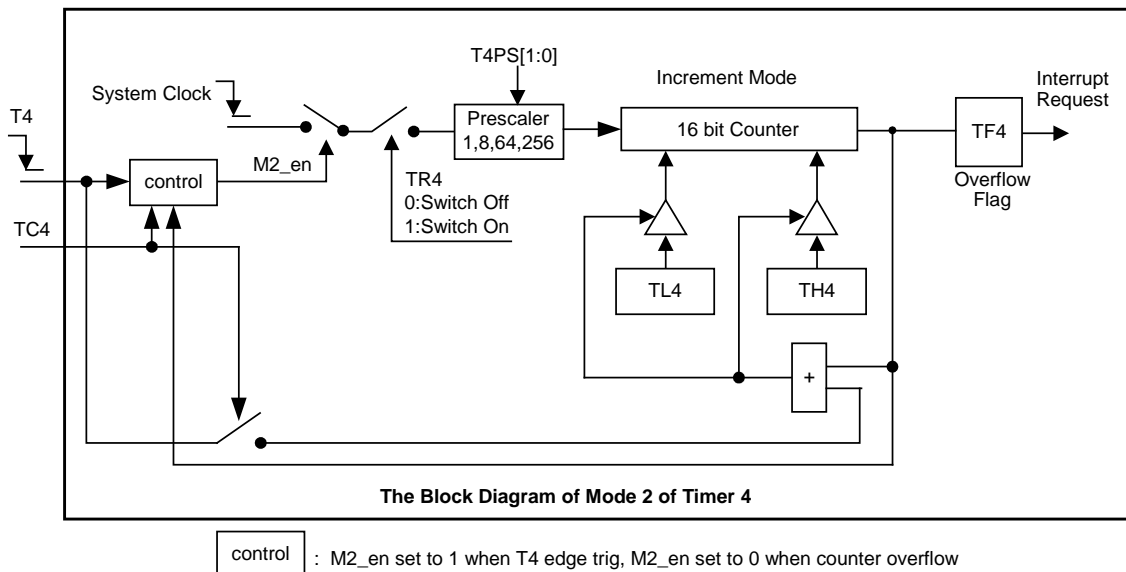 T4PS[1:0]
Increment Mode
Interrupt
Request
System Clock
T4
Prescaler
1,8,64,256
16 bit Counter
TF4
control
M2_en
TR4
0:Switch Off
1:Switch On
Overflow
Flag
TC4
TL4
TH4
+
The Block Diagram of Mode 2 of Timer 4
control : M2_en set to 1 when T4 edge trig, M2_en set to 0 when counter overflow